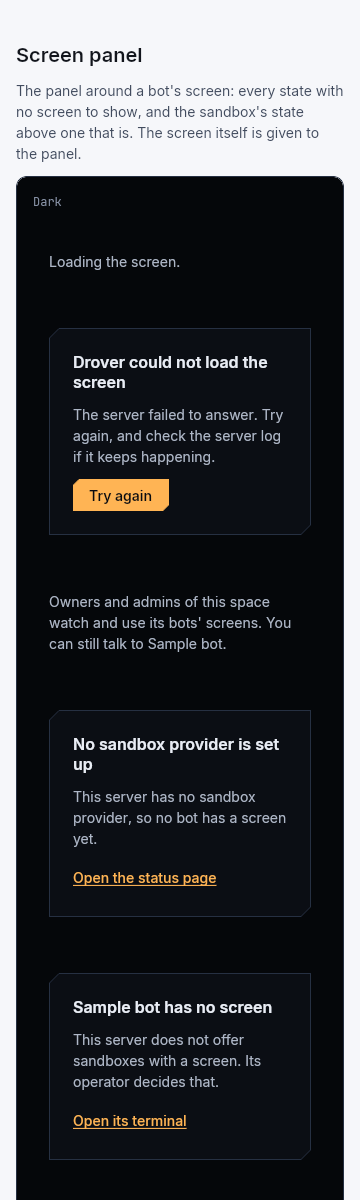 Screen panel
The panel around a bot's screen: every state with
no screen to show, and the sandbox's state
above one that is. The screen itself is given to
the panel.
Dark
Loading the screen.
Drover could not load the
screen
The server failed to answer. Try
again, and check the server log
if it keeps happening.
Try again
Owners and admins of this space
watch and use its bots' screens. You
can still talk to Sample bot.
No sandbox provider is set
up
This server has no sandbox
provider, so no bot has a screen
yet.
Open the status page
Sample bot has no screen
This server does not offer
sandboxes with a screen. Its
operator decides that.
Open its terminal